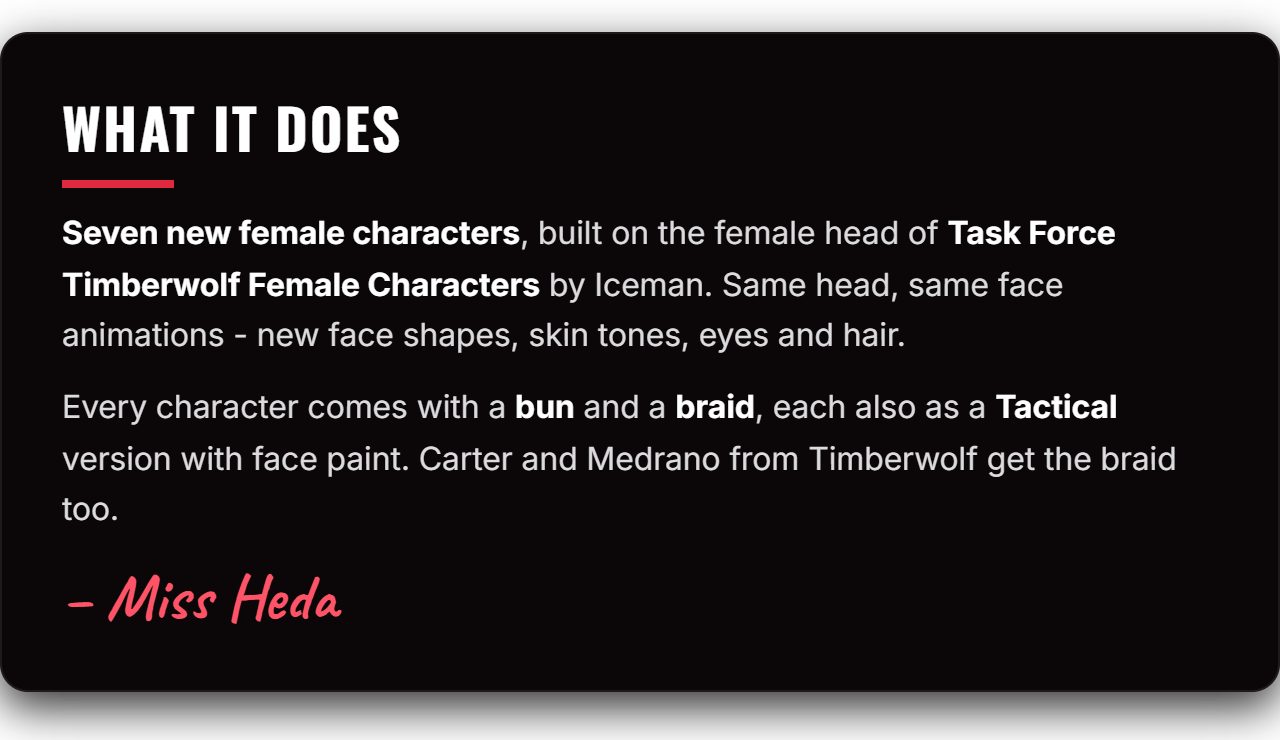 WHAT IT DOES
Seven new female characters, built on the female head of Task Force
Timberwolf Female Characters by Iceman. Same head, same face
animations - new face shapes, skin tones, eyes and hair.
Every character comes with a bun and a braid, each also as a Tactical
version with face paint. Carter and Medrano from Timberwolf get the braid
too.
– Miss Heda